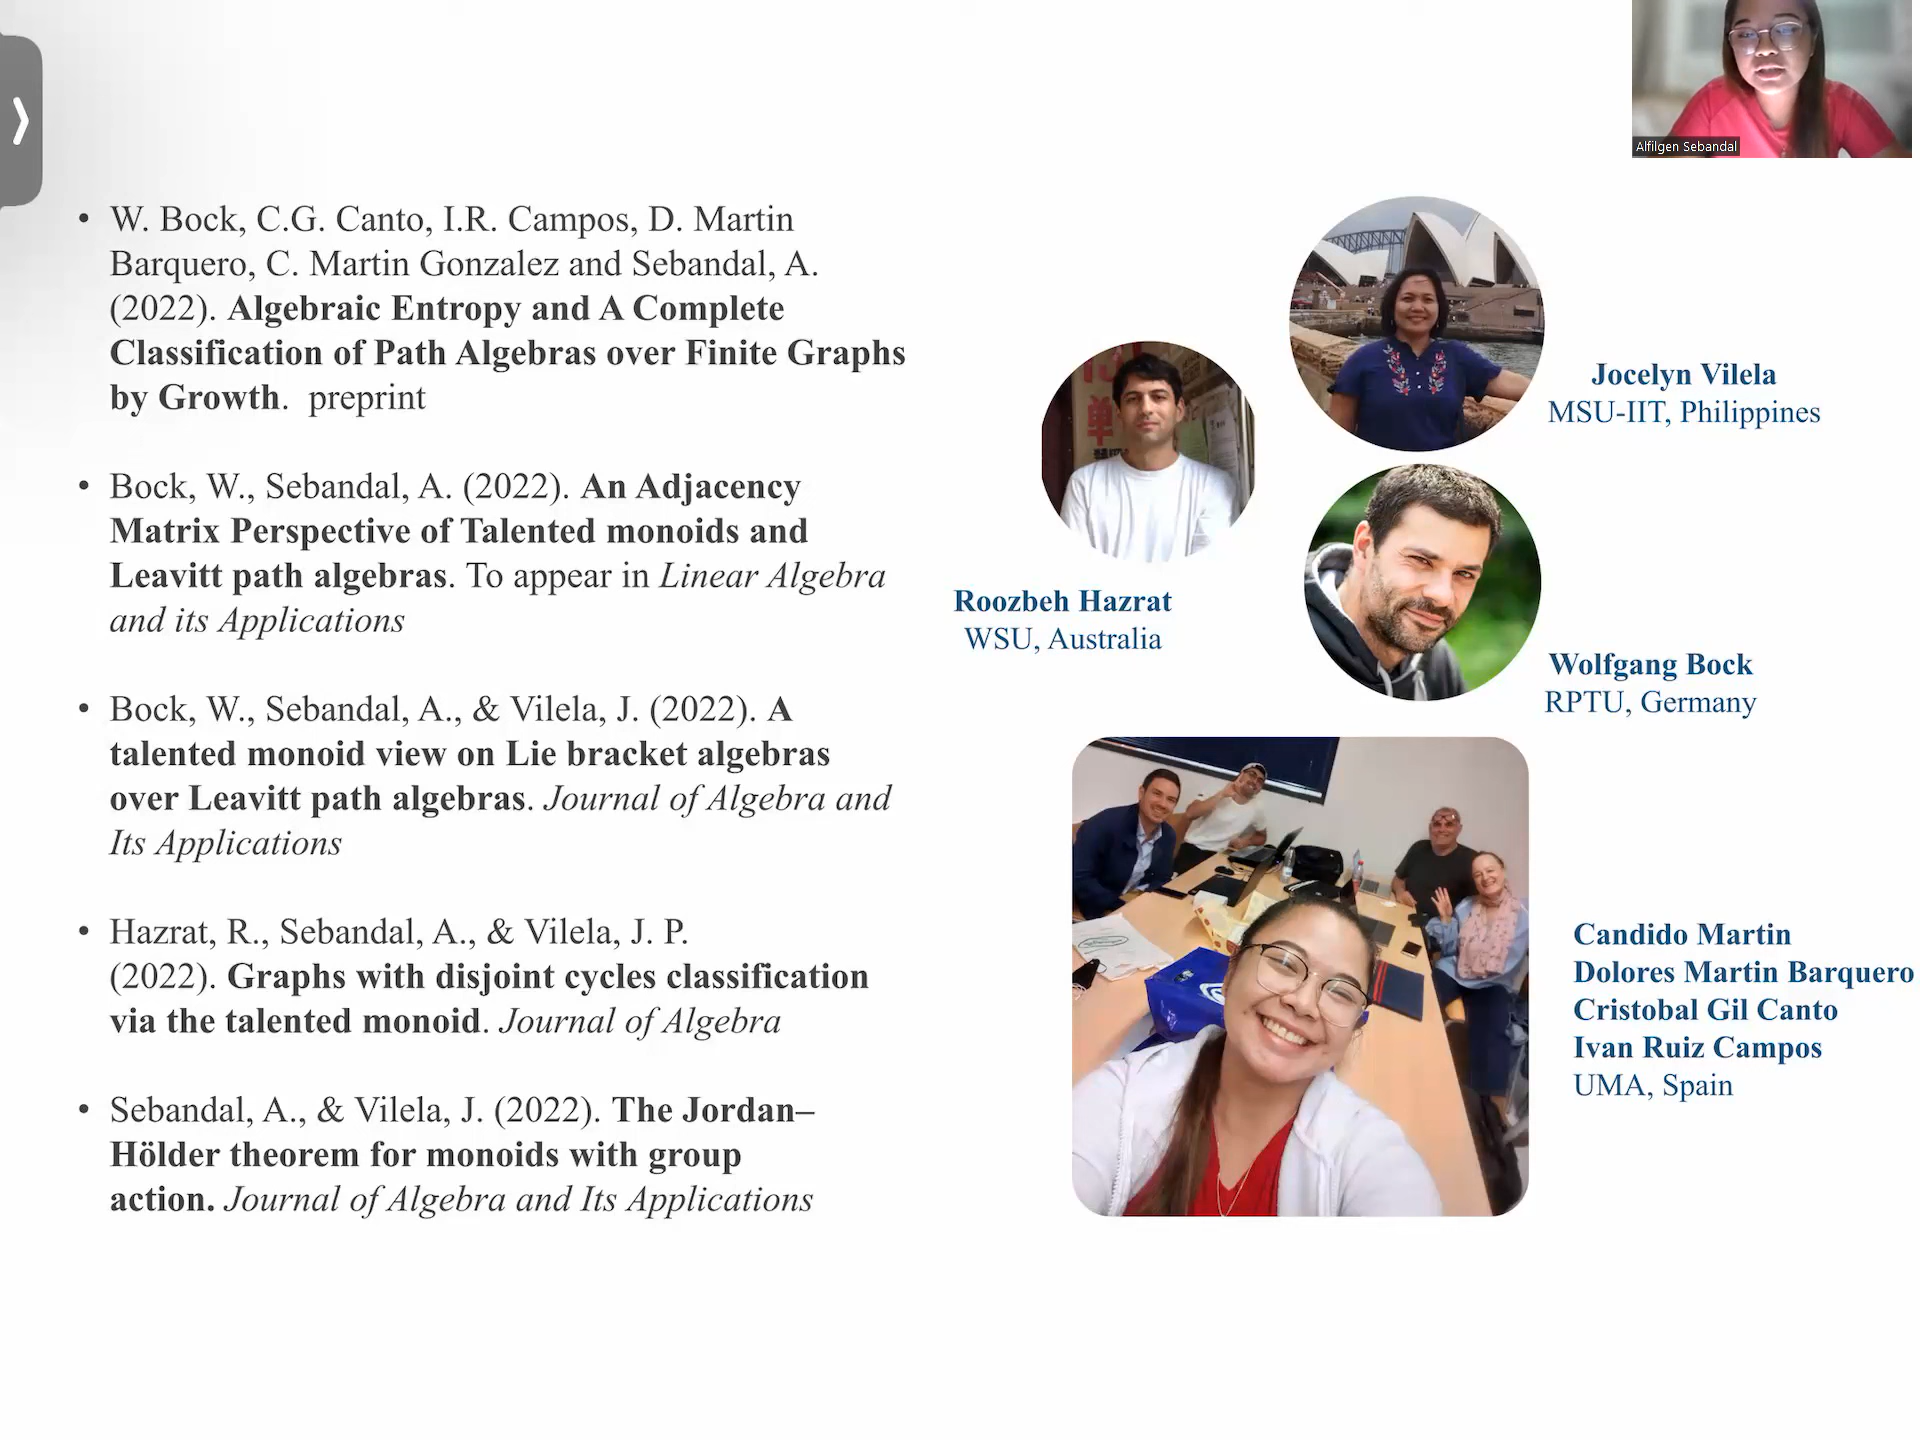 Alfilgen Sebandal
• W. Bock, C.G. Canto, I.R. Campos, D. Martin
Barquero, C. Martin Gonzalez and Sebandal, A.
(2022). Algebraic Entropy and A Complete
Classification of Path Algebras over Finite Graphs
by Growth. preprint
• Bock, W., Sebandal, A. (2022). An Adjacency
Matrix Perspective of Talented monoids and
Leavitt path algebras. To appear in Linear Algebra
and its Applications
• Bock, W., Sebandal, A., & Vilela, J. (2022). A
talented monoid view on Lie bracket algebras
over Leavitt path algebras. Journal of Algebra and
Its Applications
• Hazrat, R., Sebandal, A., & Vilela, J. P.
(2022). Graphs with disjoint cycles classification
via the talented monoid. Journal of Algebra
• Sebandal, A., & Vilela, J. (2022). The Jordan–
Hölder theorem for monoids with group
action. Journal of Algebra and Its Applications
Jocelyn Vilela
MSU-IIT, Philippines
Roozbeh Hazrat
WSU, Australia
Wolfgang Bock
RPTU, Germany
Candido Martin
Dolores Martin Barquero
Cristobal Gil Canto
Ivan Ruiz Campos
UMA, Spain